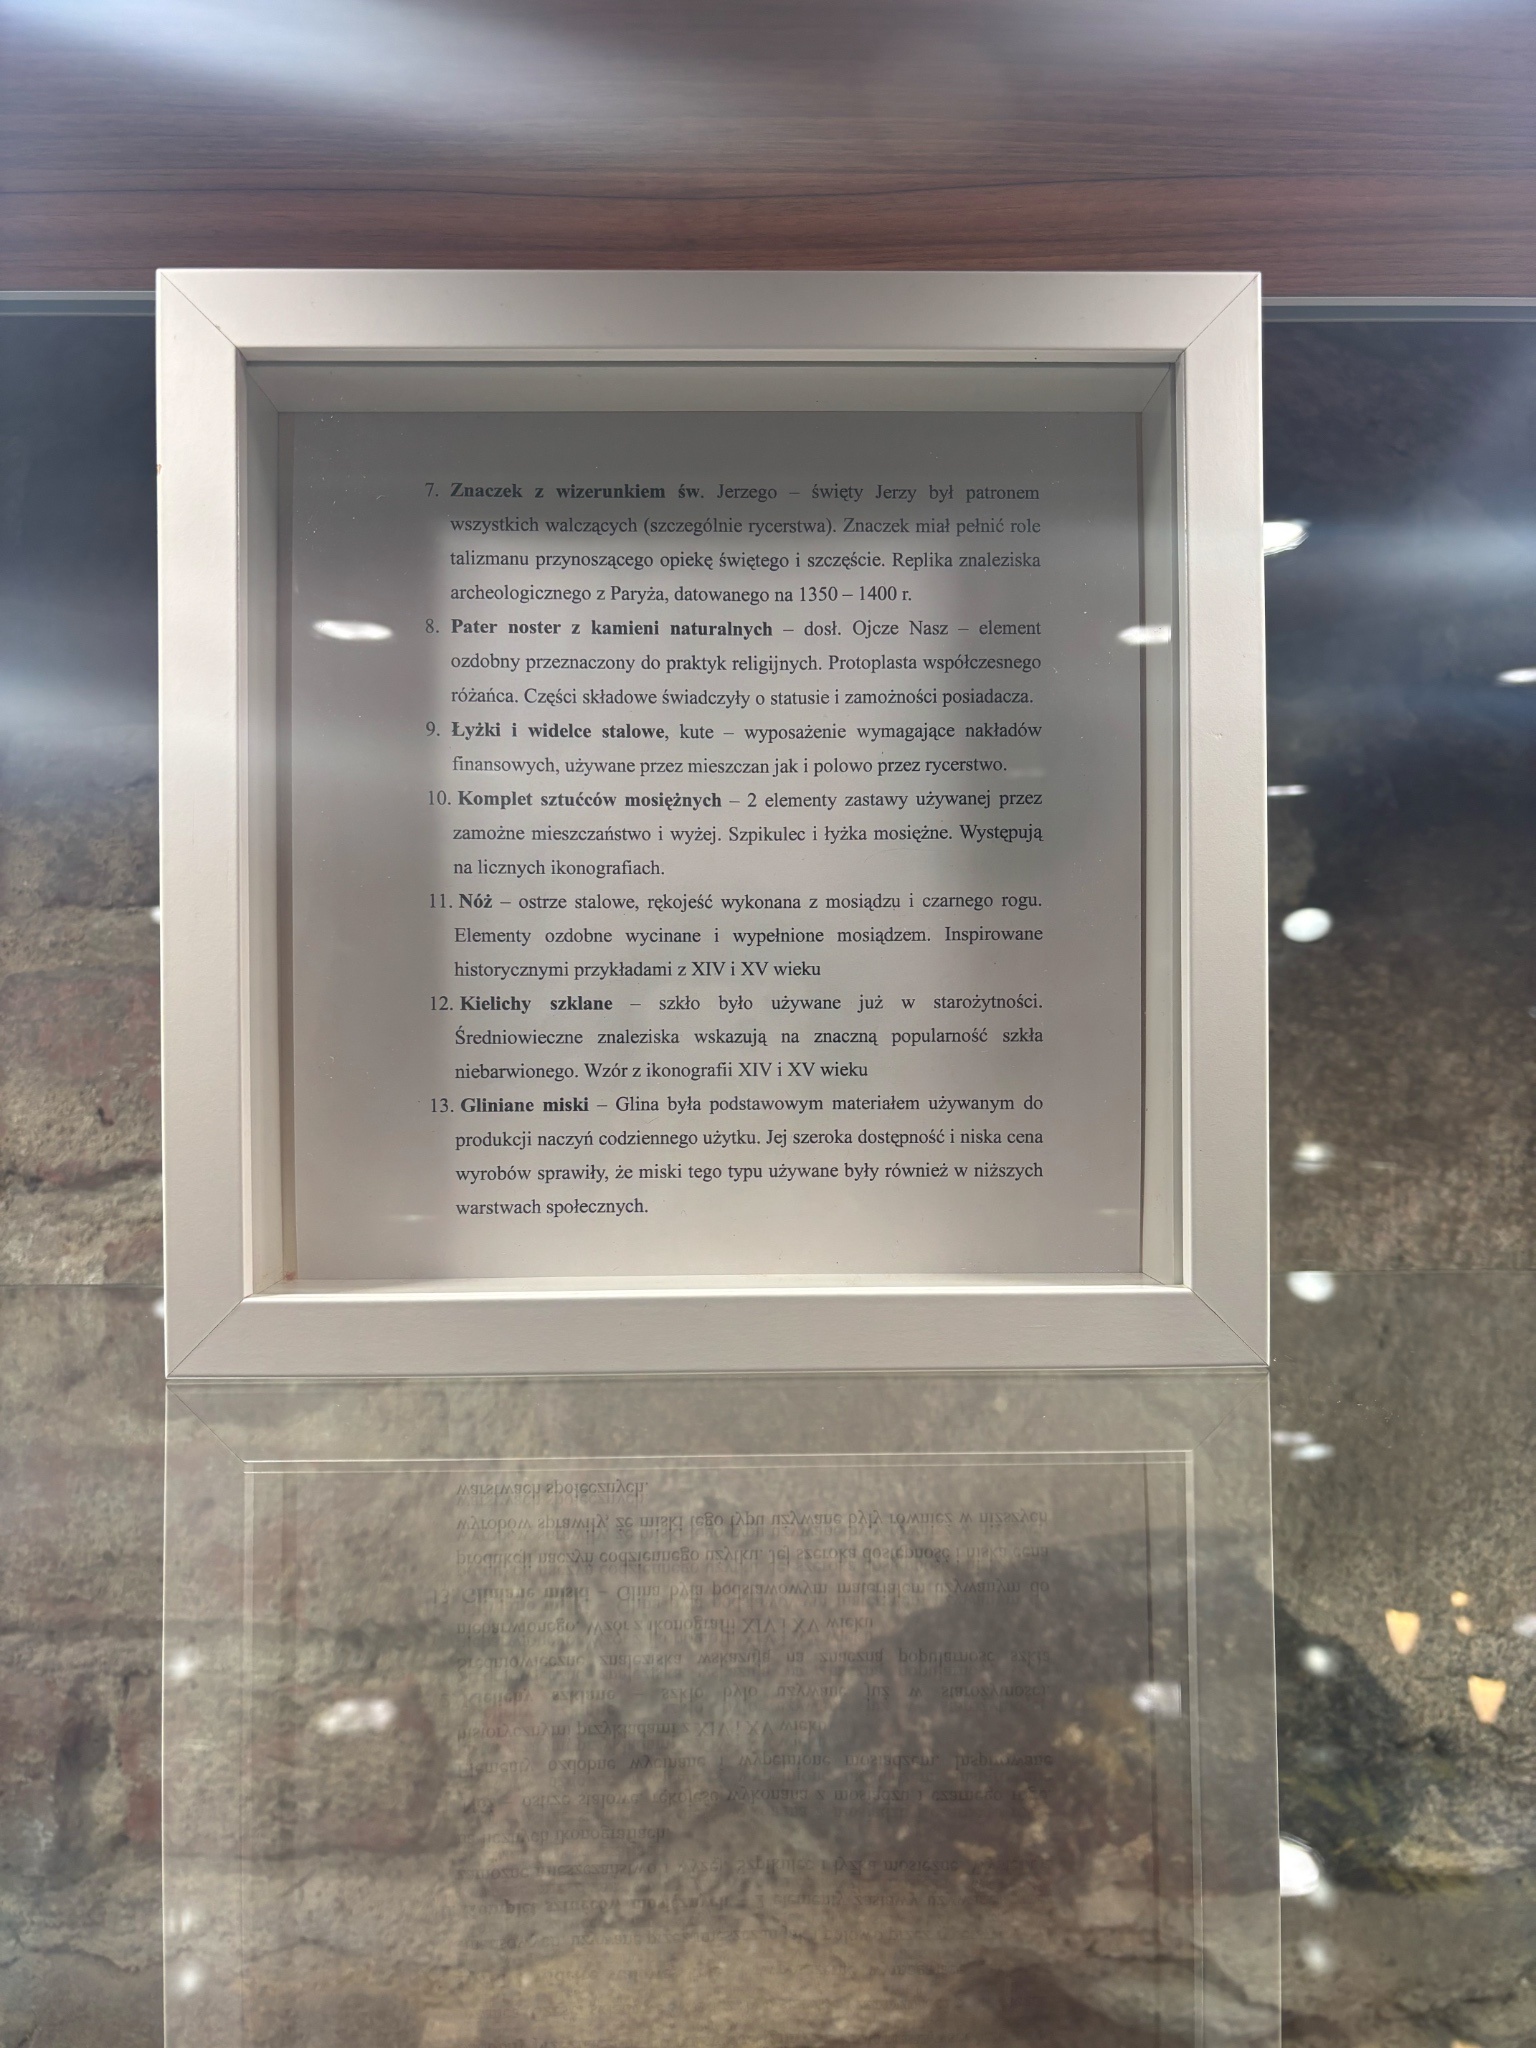 7. Znaczek z wizerunkiem św. Jerzego – święty Jerzy był patronem
wszystkich walczących (szczególnie rycerstwa). Znaczek miał pełnić role
talizmanu przynoszącego opiekę świętego i szczęście. Replika znaleziska
archeologicznego z Paryża, datowanego na 1350 – 1400 r.
8. Pater noster z kamieni naturalnych – dosł. Ojcze Nasz – element
ozdobny przeznaczony do praktyk religijnych. Protoplasta współczesnego
różańca. Części składowe świadczyły o statusie i zamożności posiadacza.
9. Łyżki i widelce stalowe, kute – wyposażenie wymagające nakładów
finansowych, używane przez mieszczan jak i polowo przez rycerstwo.
10. Komplet sztućców mosiężnych – 2 elementy zastawy używanej przez
zamożne mieszczaństwo i wyżej. Szpikulec i łyżka mosiężne. Występują
na licznych ikonografiach.
11. Nóż – ostrze stalowe, rękojeść wykonana z mosiądzu i czarnego rogu.
Elementy ozdobne wycinane i wypełnione mosiądzem. Inspirowane
historycznymi przykładami z XIV i XV wieku
12. Kielichy szklane – szkło było używane już w starożytności.
Średniowieczne znaleziska wskazują na znaczną popularność szkła
niebarwionego. Wzór z ikonografii XIV i XV wieku
13. Gliniane miski – Glina była podstawowym materiałem używanym do
produkcji naczyń codziennego użytku. Jej szeroka dostępność i niska cena
wyrobów sprawiły, że miski tego typu używane były również w niższych
warstwach społecznych.